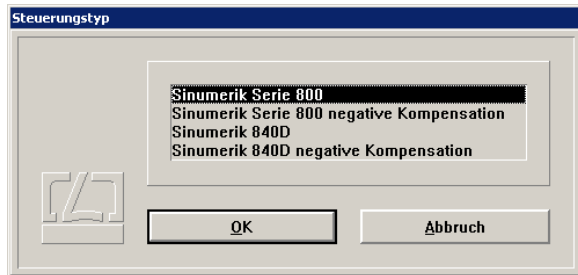 Steuerungstyp
Sinumerik Serie 800
Sinumerik Serie 800 negative Kompensation
Sinumerik 840D
Sinumerik 840D negative Kompensation
OK
Abbruch